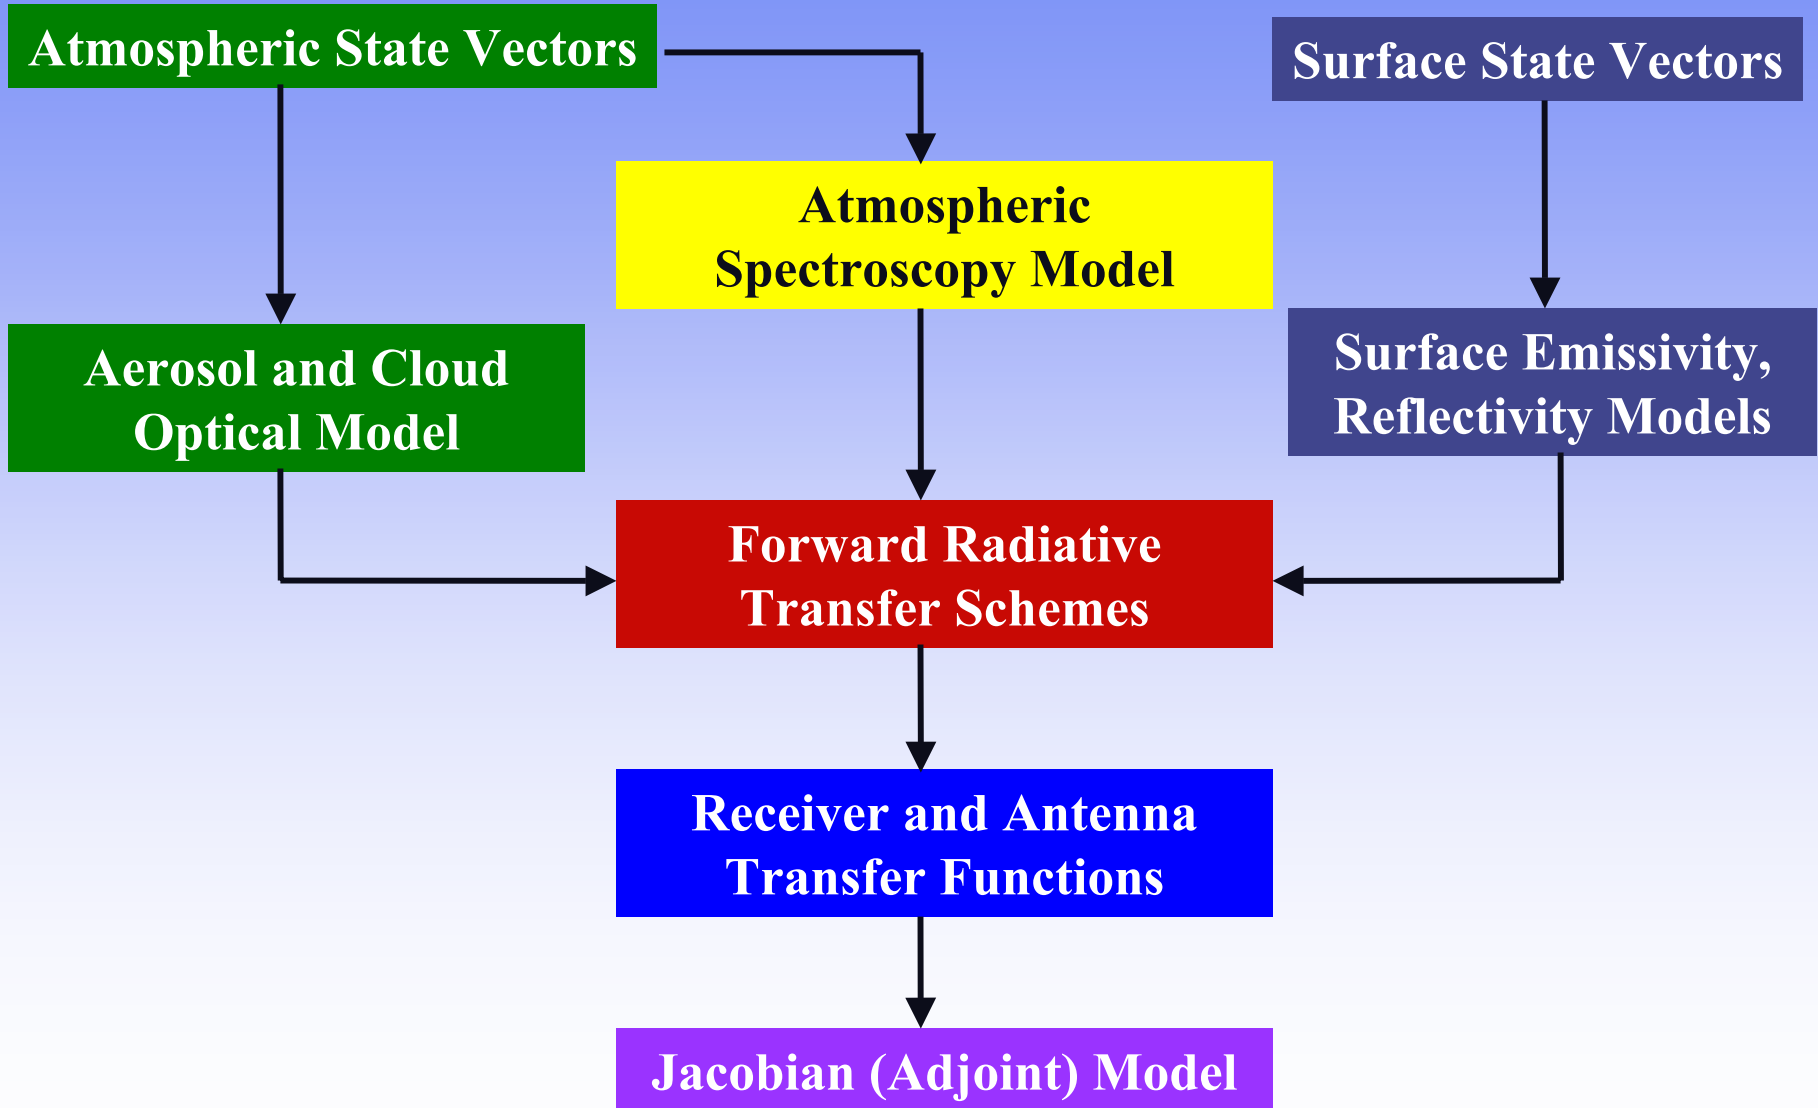 Atmospheric State Vectors
Surface State Vectors
Atmospheric
Spectroscopy Model
Aerosol and Cloud
Optical Model
Surface Emissivity,
Reflectivity Models
Forward Radiative
Transfer Schemes
Receiver and Antenna
Transfer Functions
Jacobian (Adjoint) Model